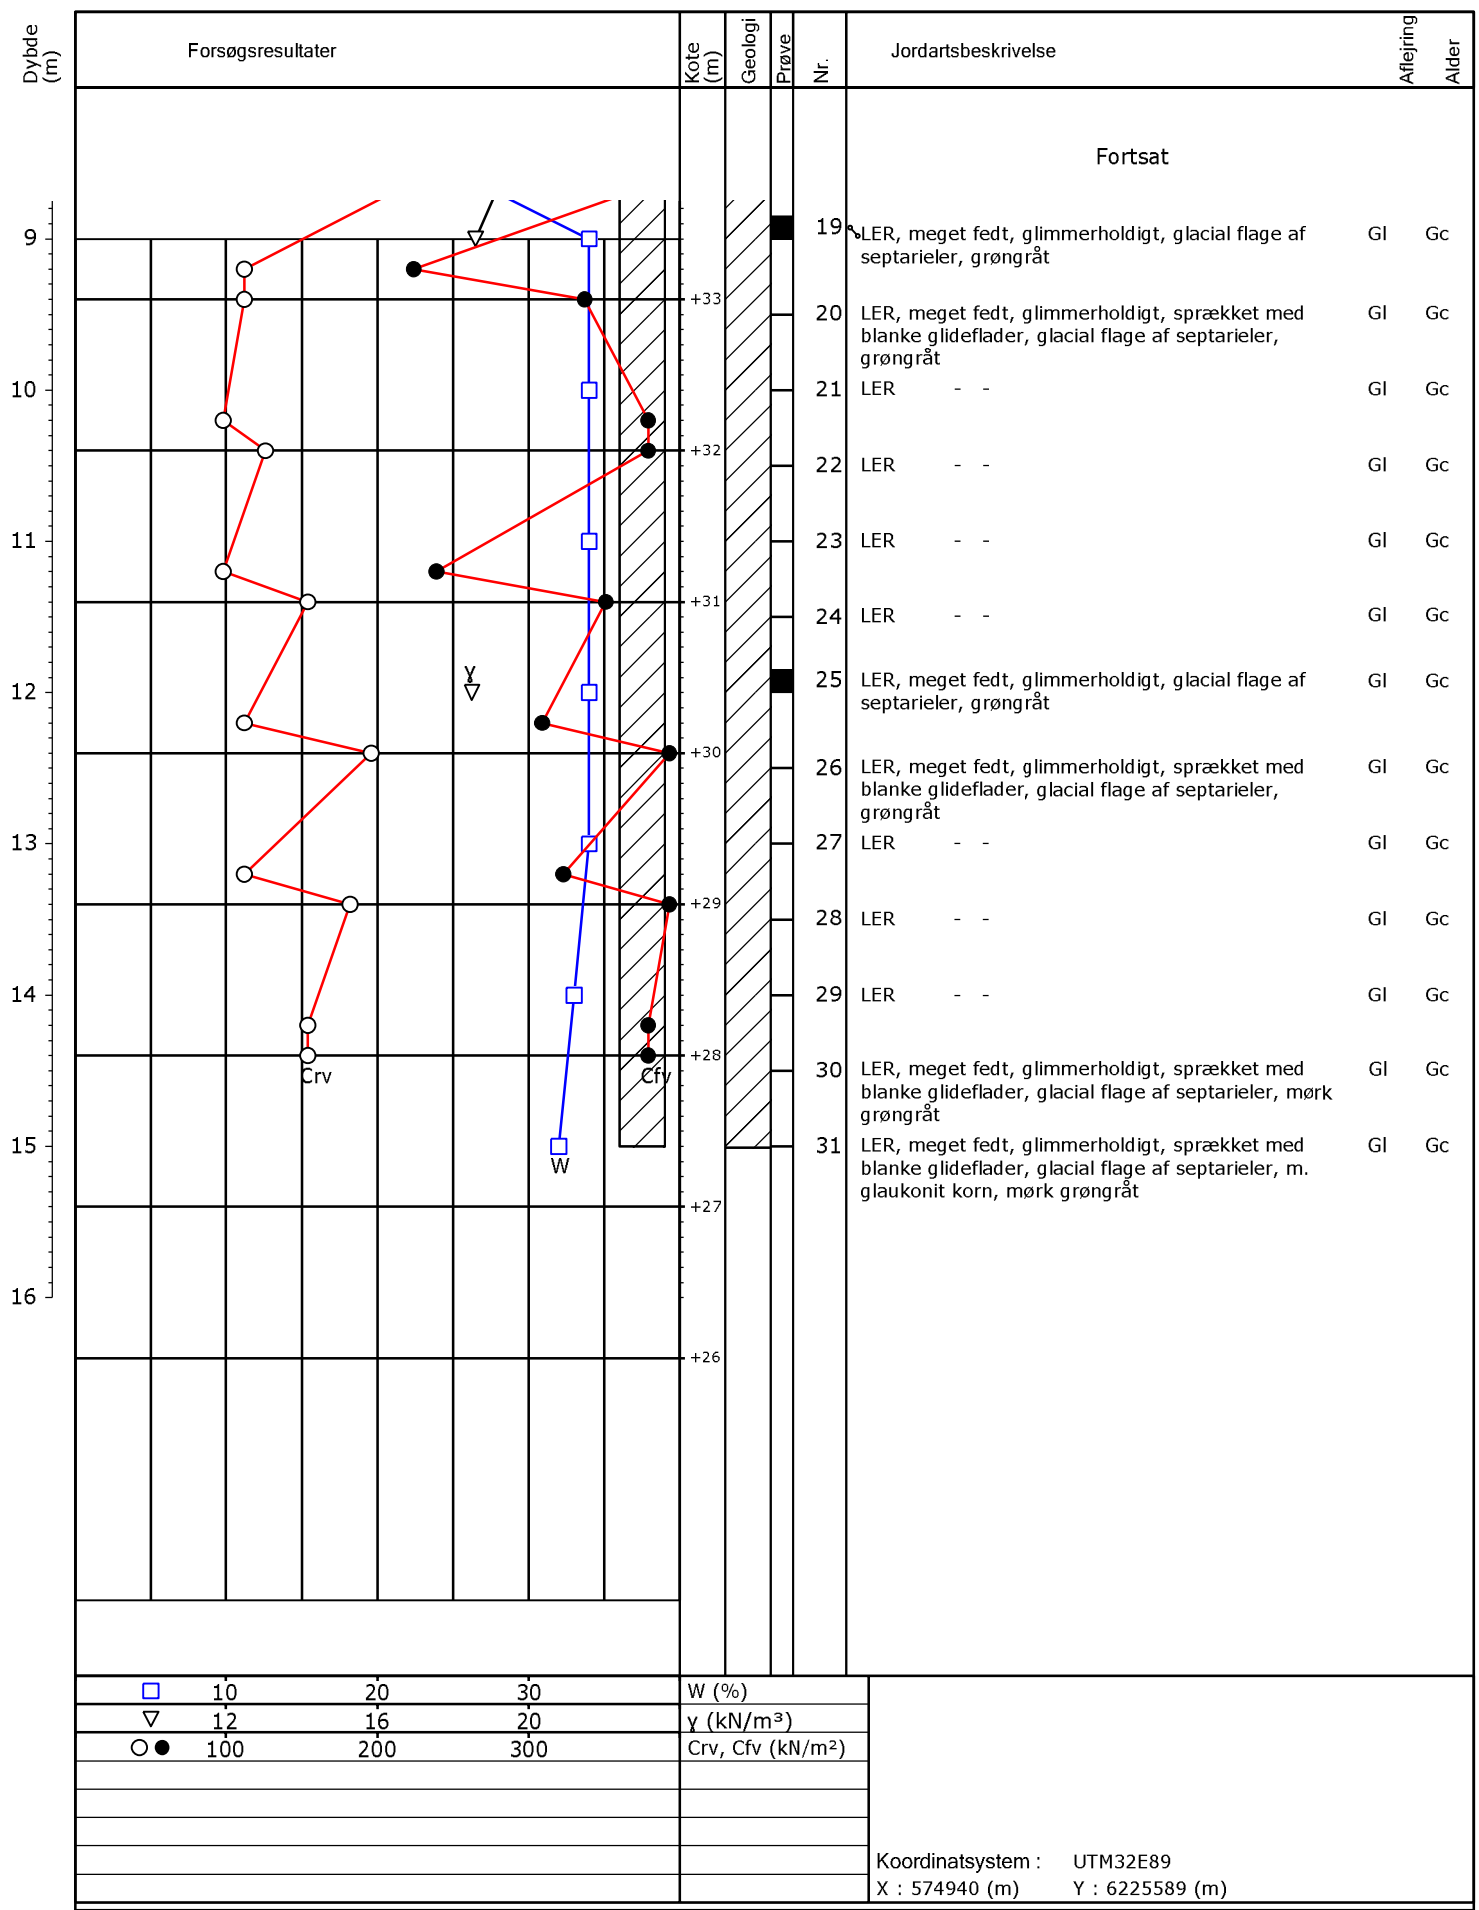 Dybde (m)
Forsøgsresultater
Kote (m)
Geologi
Prøve
Nr.
Jordartsbeskrivelse
Aflejring
Alder
Fortsat
9
19 LER, meget fedt, glimmerholdigt, glacial flage af Gl Gc
septarieler, grøngråt
+33
20 LER, meget fedt, glimmerholdigt, sprækket med Gl Gc
blanke glideflader, glacial flage af septarieler,
grøngråt
10
21 LER - - Gl Gc
+32
22 LER - - Gl Gc
11
23 LER - - Gl Gc
+31
24 LER - - Gl Gc
γ
12
25 LER, meget fedt, glimmerholdigt, glacial flage af Gl Gc
septarieler, grøngråt
+30
26 LER, meget fedt, glimmerholdigt, sprækket med Gl Gc
blanke glideflader, glacial flage af septarieler,
grøngråt
13
27 LER - - Gl Gc
+29
28 LER - - Gl Gc
14
29 LER - - Gl Gc
+28
Crv
Cfv
30 LER, meget fedt, glimmerholdigt, sprækket med Gl Gc
blanke glideflader, glacial flage af septarieler, mørk
grøngråt
15
W
31 LER, meget fedt, glimmerholdigt, sprækket med Gl Gc
blanke glideflader, glacial flage af septarieler, m.
glaukonit korn, mørk grøngråt
+27
16
+26
10 20 30 W (%)
12 16 20 γ (kN/m³)
100 200 300 Crv, Cfv (kN/m²)
Koordinatsystem : UTM32E89
X : 574940 (m) Y : 6225589 (m)